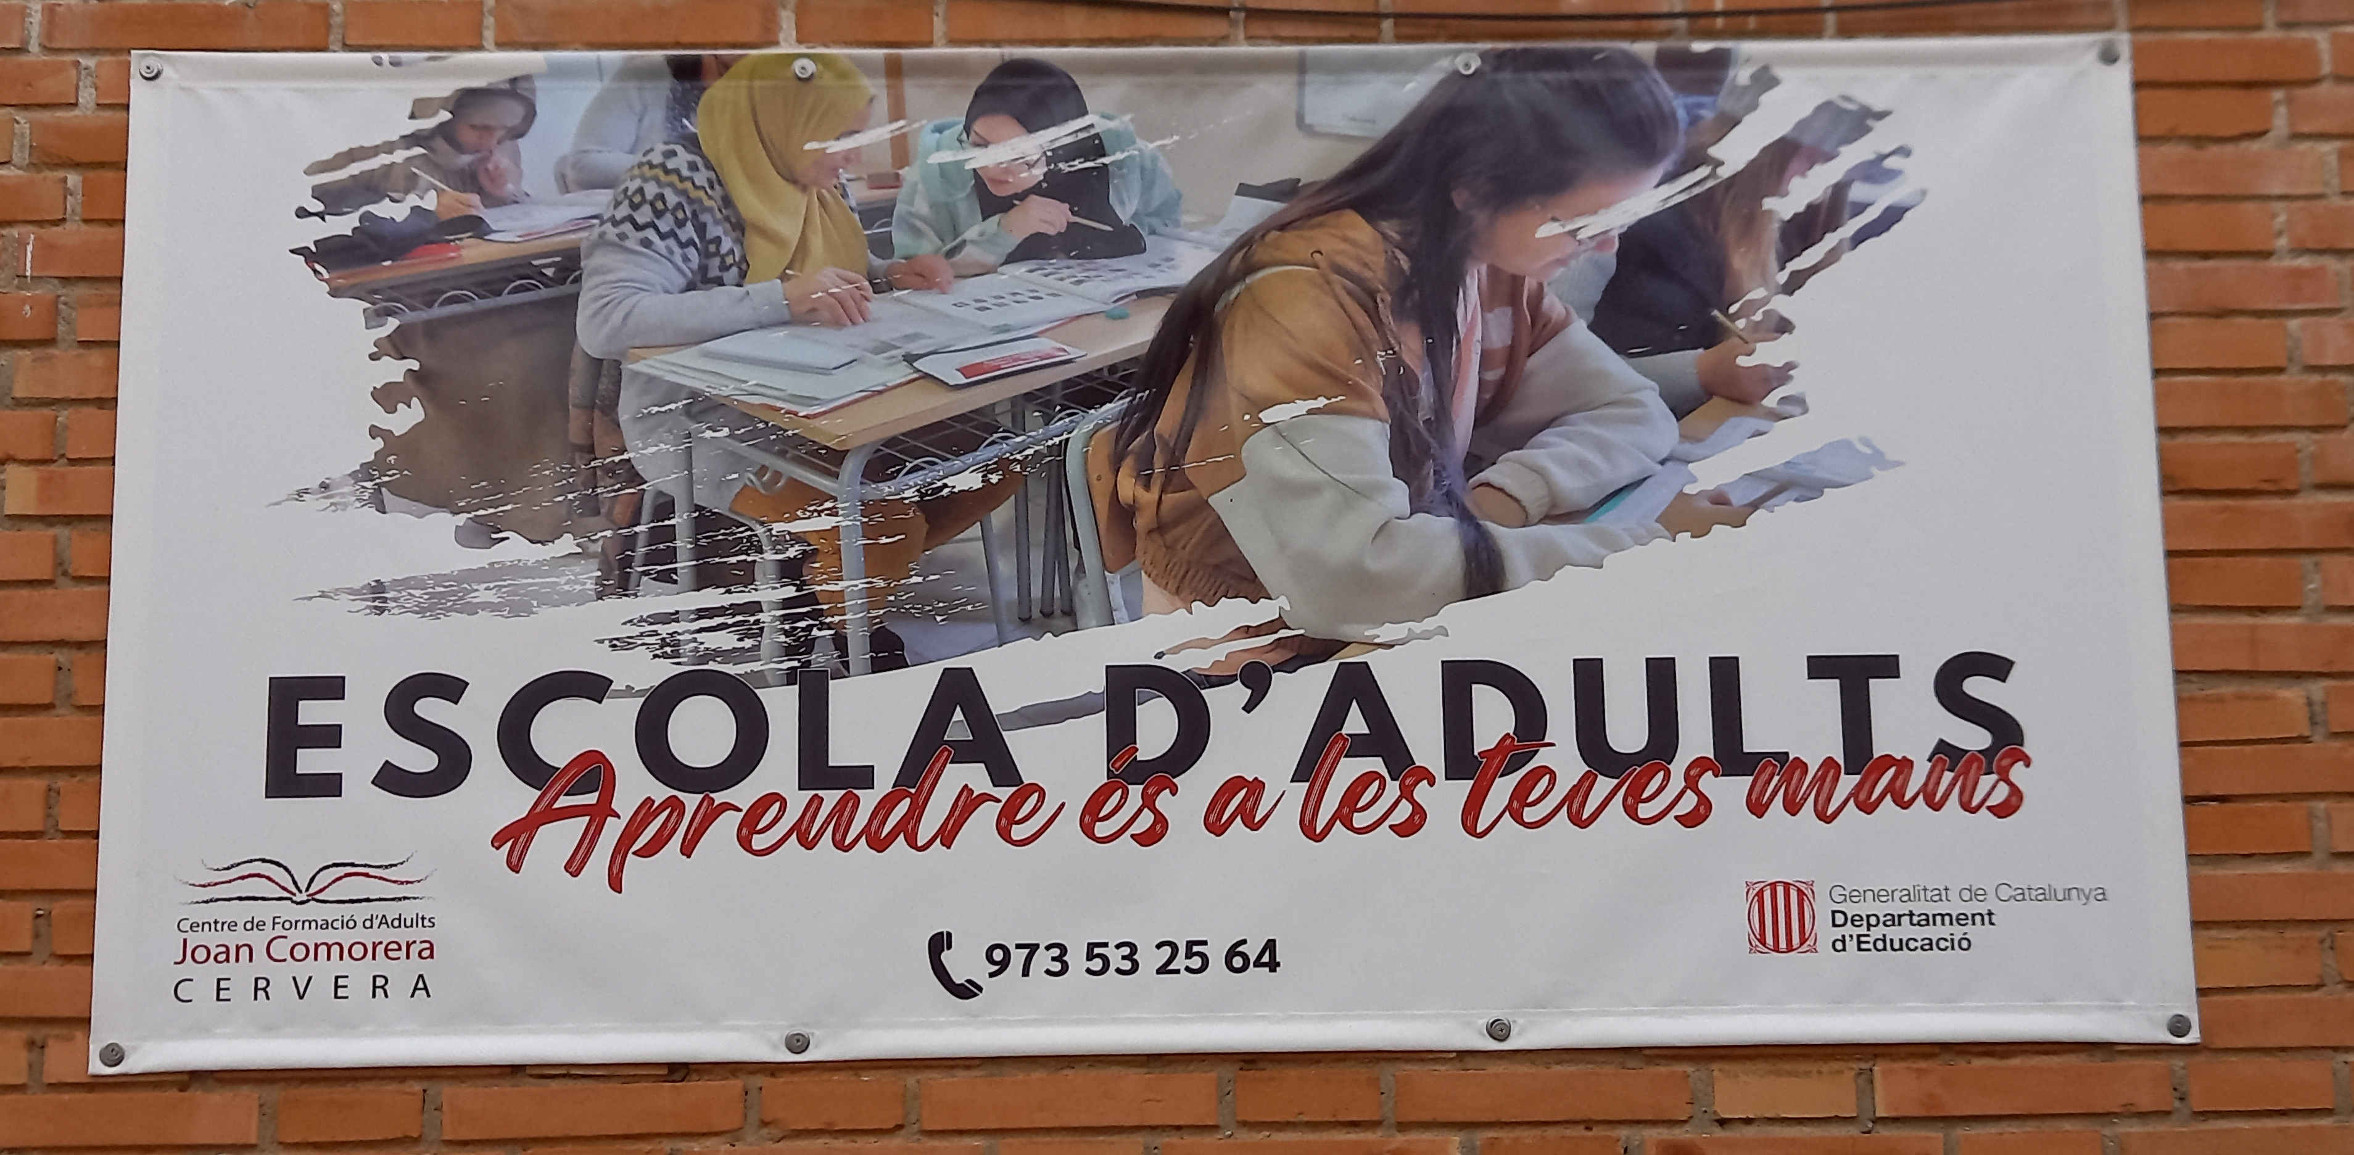 ESCOLA D’ADULTS
Aprendre és a les teves mans
Centre de Formació d’Adults
Joan Comorera
CERVERA
973 53 25 64
Generalitat de Catalunya
Departament
d’Educació